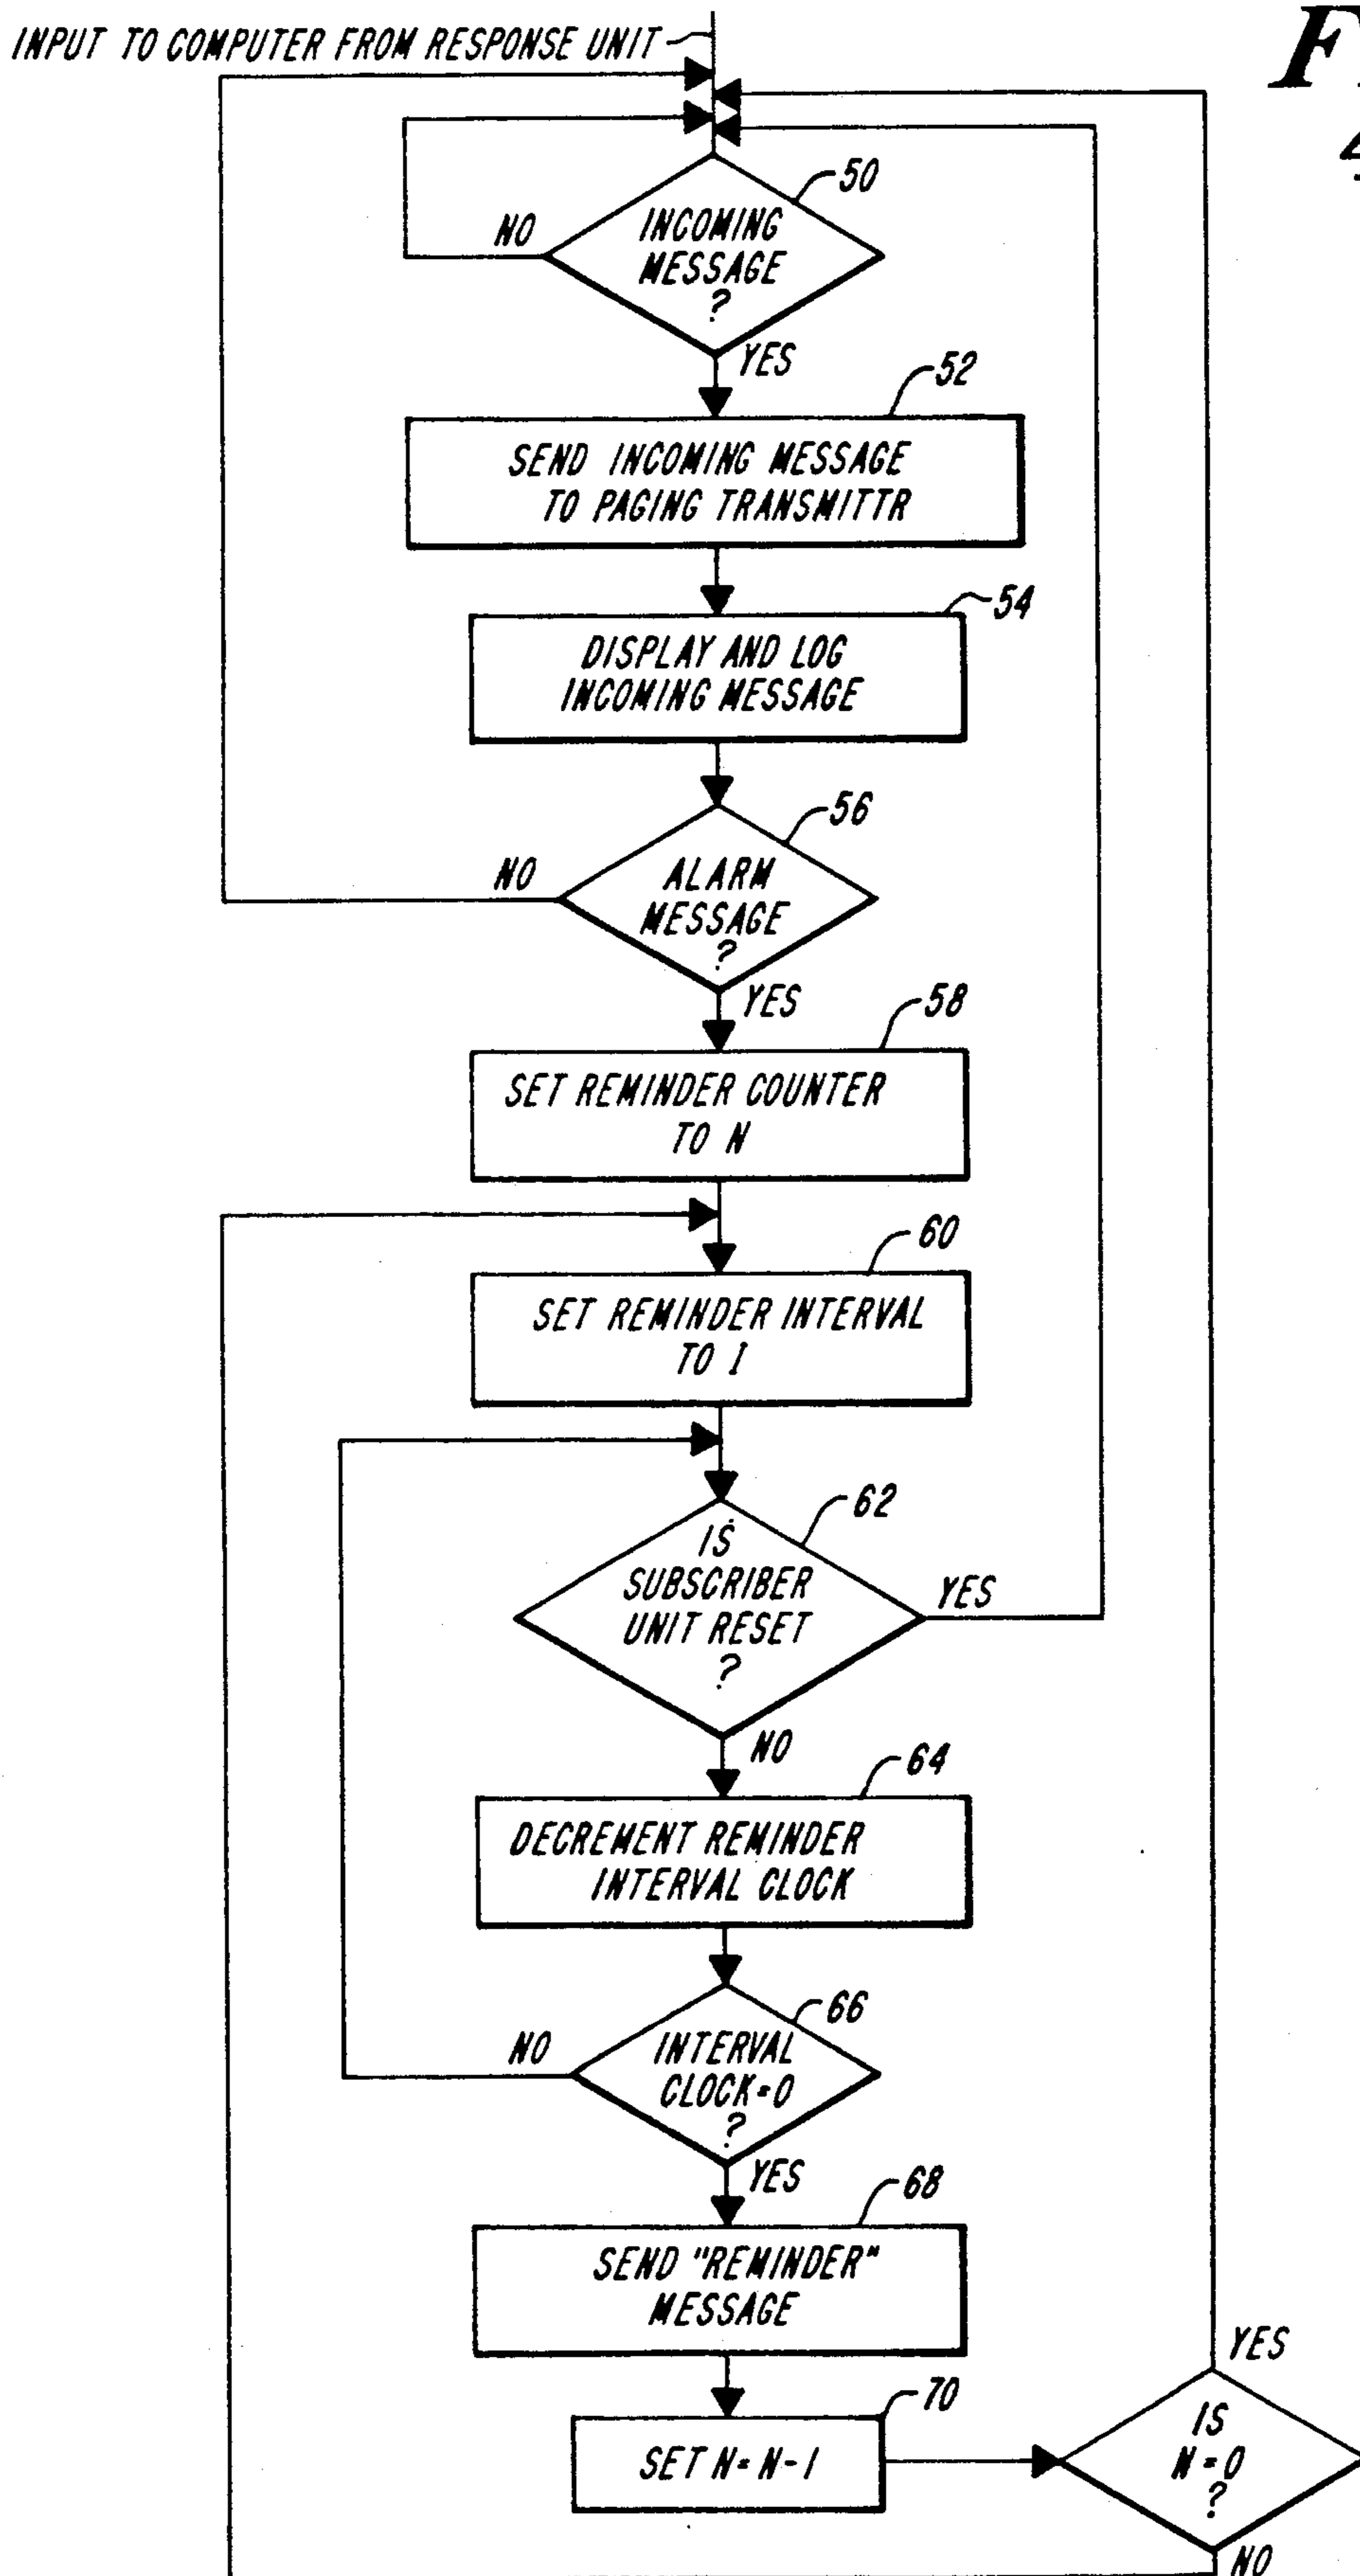 INPUT TO COMPUTER FROM RESPONSE UNIT
50
INCOMING
MESSAGE
?
NO
YES
52
SEND INCOMING MESSAGE
TO PAGING TRANSMITTR
54
DISPLAY AND LOG
INCOMING MESSAGE
56
ALARM
MESSAGE
?
NO
YES
58
SET REMINDER COUNTER
TO N
60
SET REMINDER INTERVAL
TO I
62
IS
SUBSCRIBER
UNIT RESET
?
YES
NO
64
DECREMENT REMINDER
INTERVAL CLOCK
66
INTERVAL
CLOCK=0
?
NO
YES
68
SEND "REMINDER"
MESSAGE
70
SET N=N-1
YES
IS
N=0
?
NO